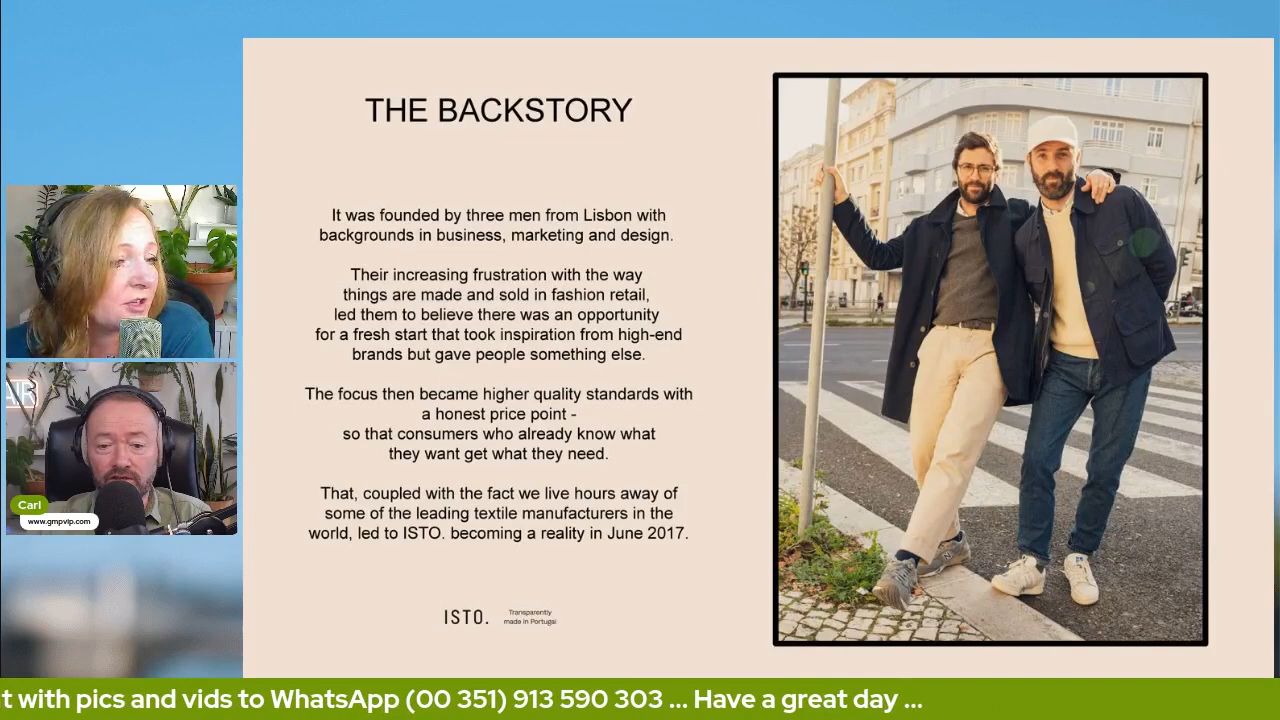 THE BACKSTORY
It was founded by three men from Lisbon with
backgrounds in business, marketing and design.
Their increasing frustration with the way
things are made and sold in fashion retail,
led them to believe there was an opportunity
for a fresh start that took inspiration from high-end
brands but gave people something else.
The focus then became higher quality standards with
a honest price point -
so that consumers who already know what
they want get what they need.
That, coupled with the fact we live hours away of
some of the leading textile manufacturers in the
world, led to ISTO. becoming a reality in June 2017.
ISTO.
Transparently
made in Portugal
AIR
Carl
www.gmpvip.com
t with pics and vids to WhatsApp (00 351) 913 590 303 ... Have a great day ...